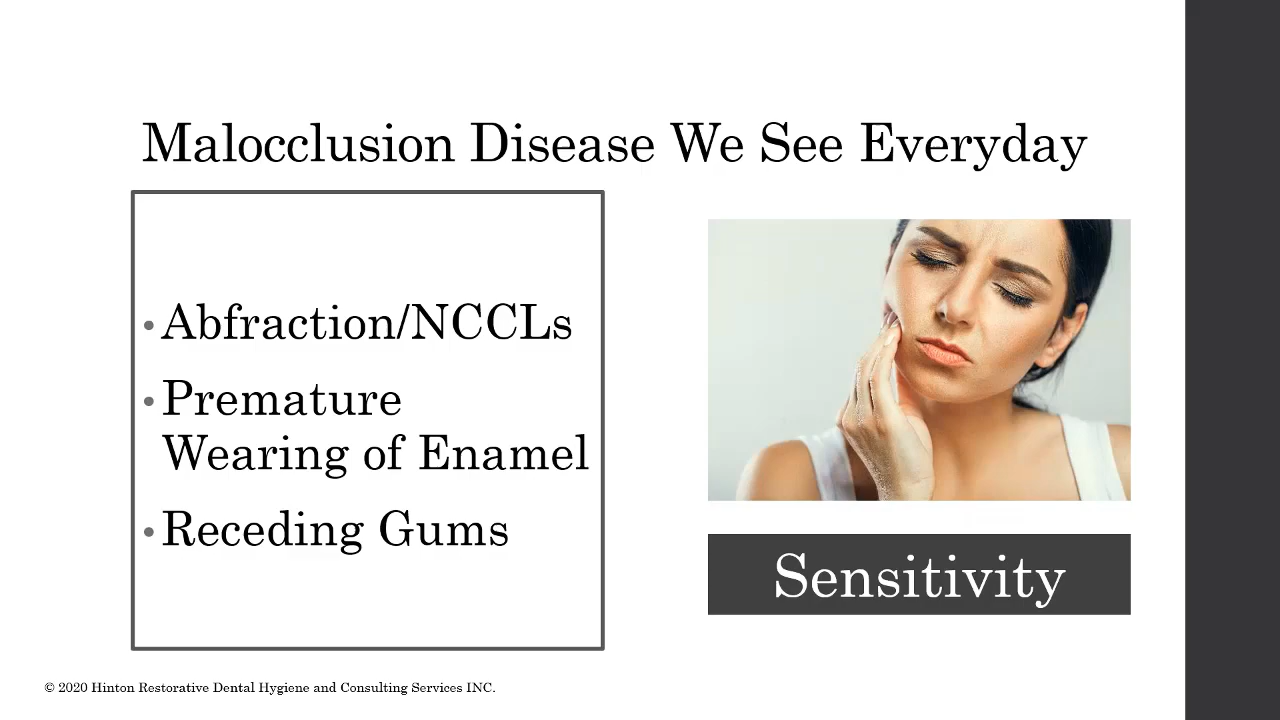 Malocclusion Disease We See Everyday
• Abfraction/NCCLs
• Premature
Wearing of Enamel
• Receding Gums
Sensitivity
© 2020 Hinton Restorative Dental Hygiene and Consulting Services INC.